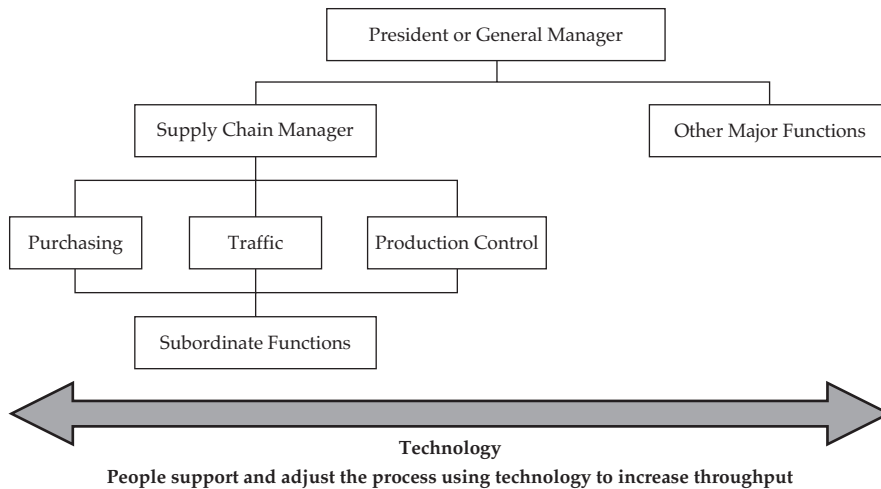 President or General Manager
Supply Chain Manager
Other Major Functions
Purchasing
Traffic
Production Control
Subordinate Functions
Technology
People support and adjust the process using technology to increase throughput